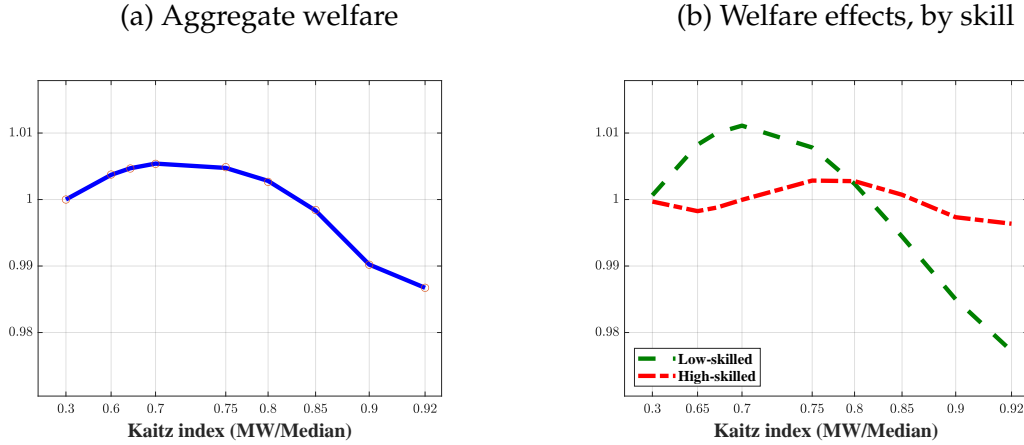 (a) Aggregate welfare
1.01
1
0.99
0.98
0.3 0.6 0.7 0.75 0.8 0.85 0.9 0.92
Kaitz index (MW/Median)
(b) Welfare effects, by skill
1.01
1
0.99
0.98
Low-skilled
High-skilled
0.3 0.65 0.7 0.75 0.8 0.85 0.9 0.92
Kaitz index (MW/Median)